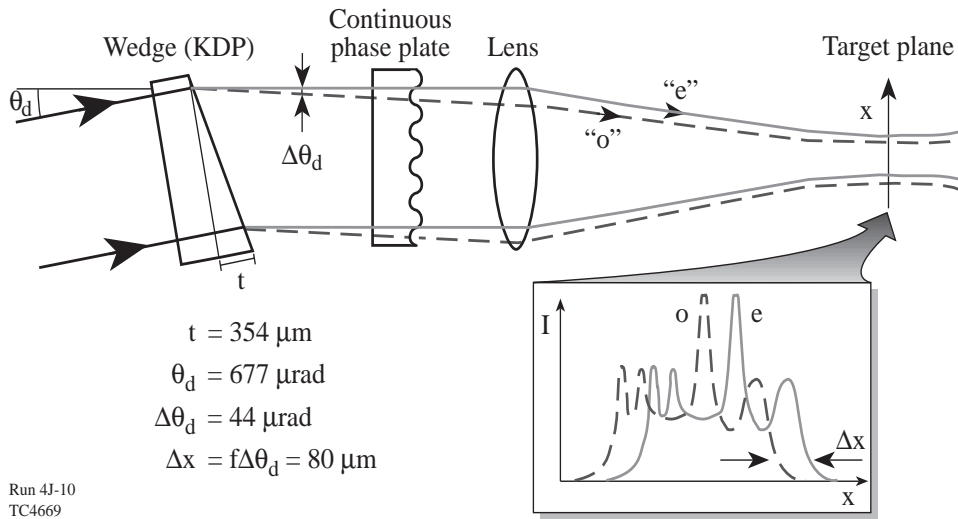 Wedge (KDP)
Continuous
phase plate
Lens
Target plane
θd
Δθd
“e”
“o”
x
t
t = 354 μm
θd = 677 μrad
Δθd = 44 μrad
Δx = fΔθd = 80 μm
I
o
e
Δx
x
Run 4J-10
TC4669